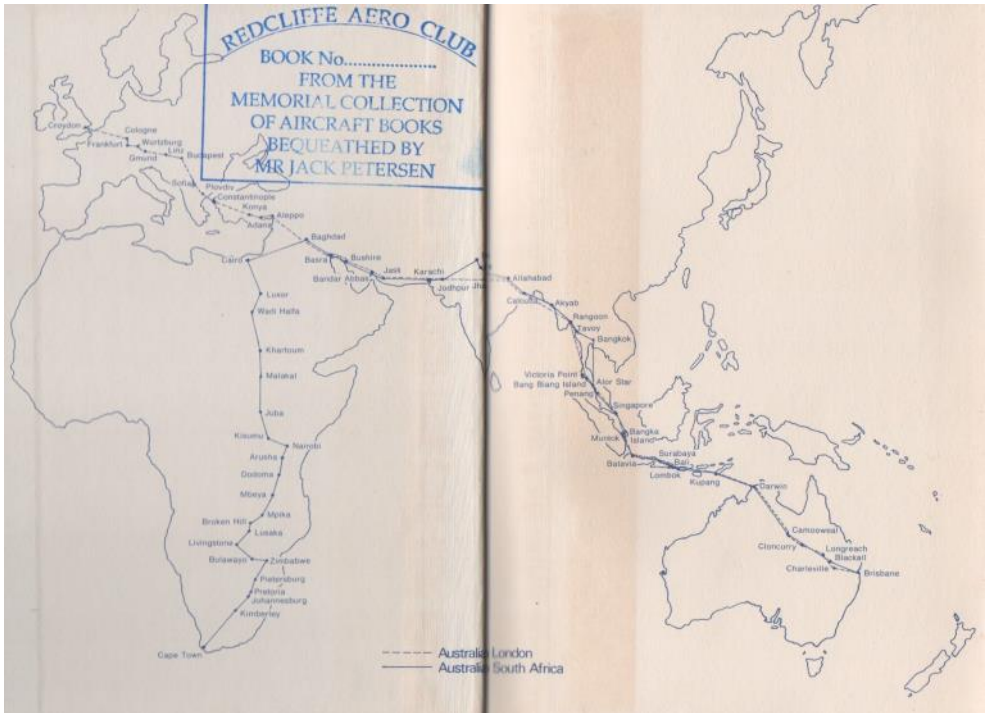 REDCLIFFE AERO CLUB
BOOK No....................
FROM THE
MEMORIAL COLLECTION
OF AIRCRAFT BOOKS
BEQUEATHED BY
MR JACK PETERSEN
Croydon
Cologne
Frankfurt
Wurtzburg
Gmund
Linz
Budapest
Sofia
Plovdiv
Constantinople
Konya
Adana
Aleppo
Baghdad
Cairo
Basra
Bushire
Bandar Abbas
Jask
Karachi
Jodhpur
Allahabad
Calcutta
Akyab
Rangoon
Tavoy
Bangkok
Luxor
Wadi Halfa
Khartoum
Malakal
Juba
Kisumu
Nairobi
Arusha
Dodoma
Mbeya
Mpika
Broken Hill
Lusaka
Livingstone
Bulawayo
Zimbabwe
Pietersburg
Pretoria
Johannesburg
Kimberley
Cape Town
Victoria Point
Bang Biang Island
Alor Star
Penang
Singapore
Muntok
Bangka
Island
Batavia
Surabaya
Bali
Lombok
Kupang
Darwin
Camooweal
Cloncurry
Longreach
Blackall
Charleville
Brisbane
Australia London
Australia South Africa